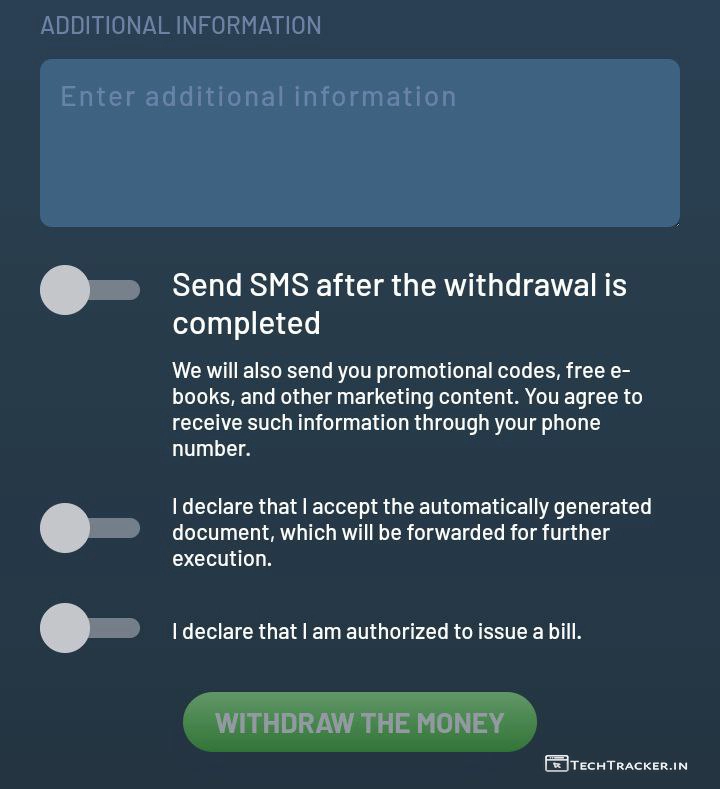 ADDITIONAL INFORMATION
Enter additional information
Send SMS after the withdrawal is
completed
We will also send you promotional codes, free e-
books, and other marketing content. You agree to
receive such information through your phone
number.
I declare that I accept the automatically generated
document, which will be forwarded for further
execution.
I declare that I am authorized to issue a bill.
WITHDRAW THE MONEY
TECHTRACKER.IN